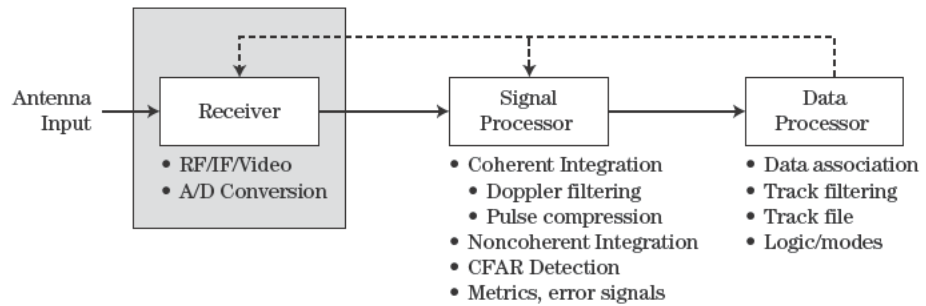 Antenna
Input
Receiver
• RF/IF/Video
• A/D Conversion
Signal
Processor
• Coherent Integration
• Doppler filtering
• Pulse compression
• Noncoherent Integration
• CFAR Detection
• Metrics, error signals
Data
Processor
• Data association
• Track filtering
• Track file
• Logic/modes